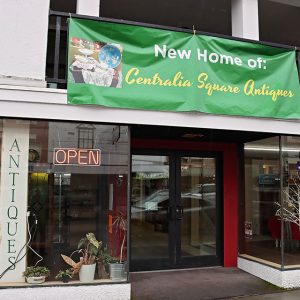 New Home of:
Centralia Square Antiques
OPEN
ANTIQUES